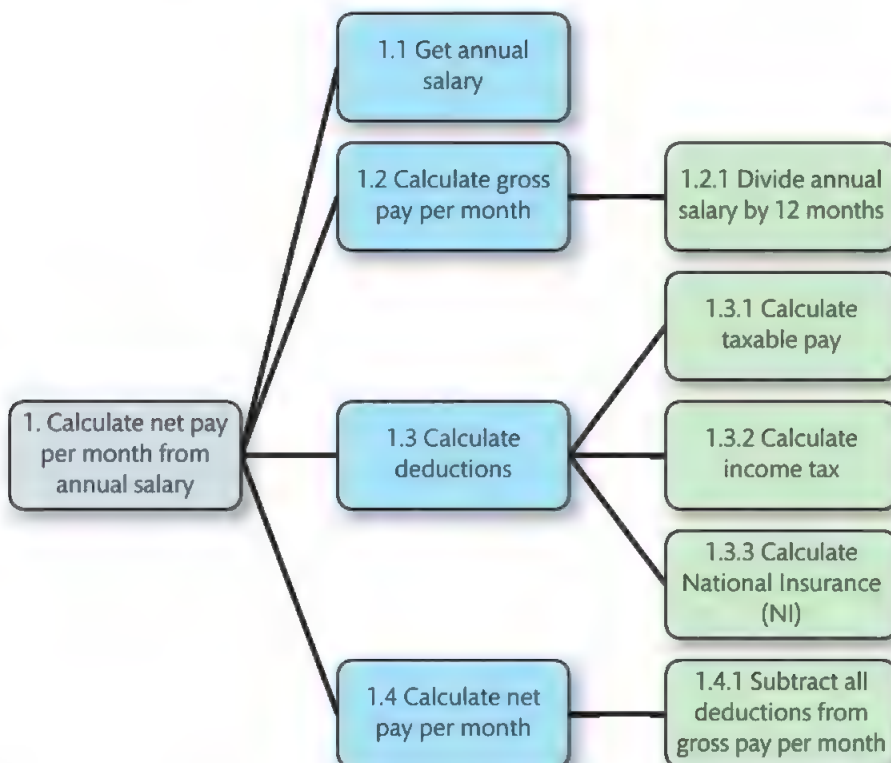 1.1 Get annual
salary
1.2 Calculate gross
pay per month
1.2.1 Divide annual
salary by 12 months
1.3.1 Calculate
taxable pay
1. Calculate net pay
per month from
annual salary
1.3 Calculate
deductions
1.3.2 Calculate
income tax
1.3.3 Calculate
National Insurance
(NI)
1.4 Calculate net
pay per month
1.4.1 Subtract all
deductions from
gross pay per month